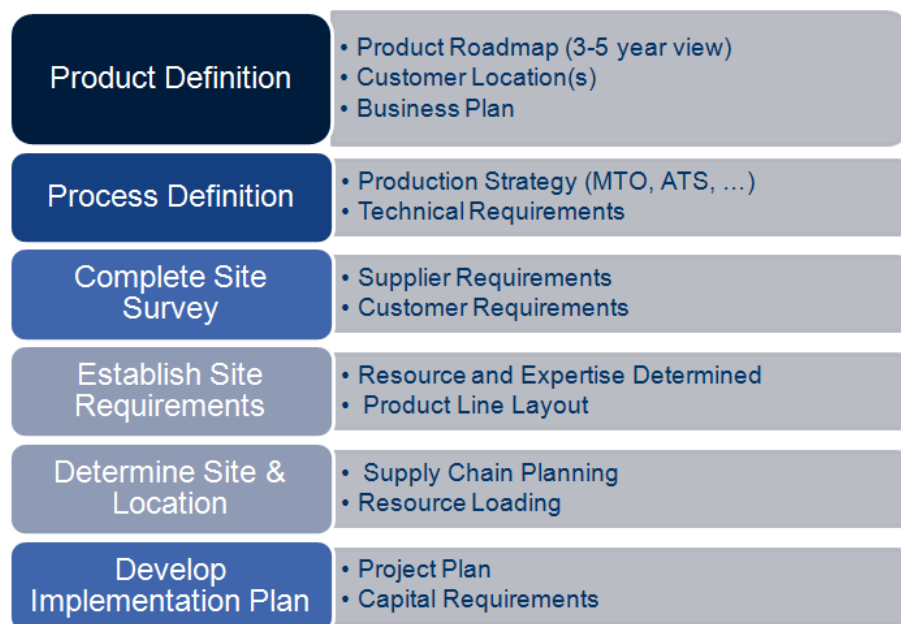 Product Definition
• Product Roadmap (3-5 year view)
• Customer Location(s)
• Business Plan
Process Definition
• Production Strategy (MTO, ATS, ...)
• Technical Requirements
Complete Site
Survey
• Supplier Requirements
• Customer Requirements
Establish Site
Requirements
• Resource and Expertise Determined
• Product Line Layout
Determine Site &
Location
• Supply Chain Planning
• Resource Loading
Develop
Implementation Plan
• Project Plan
• Capital Requirements